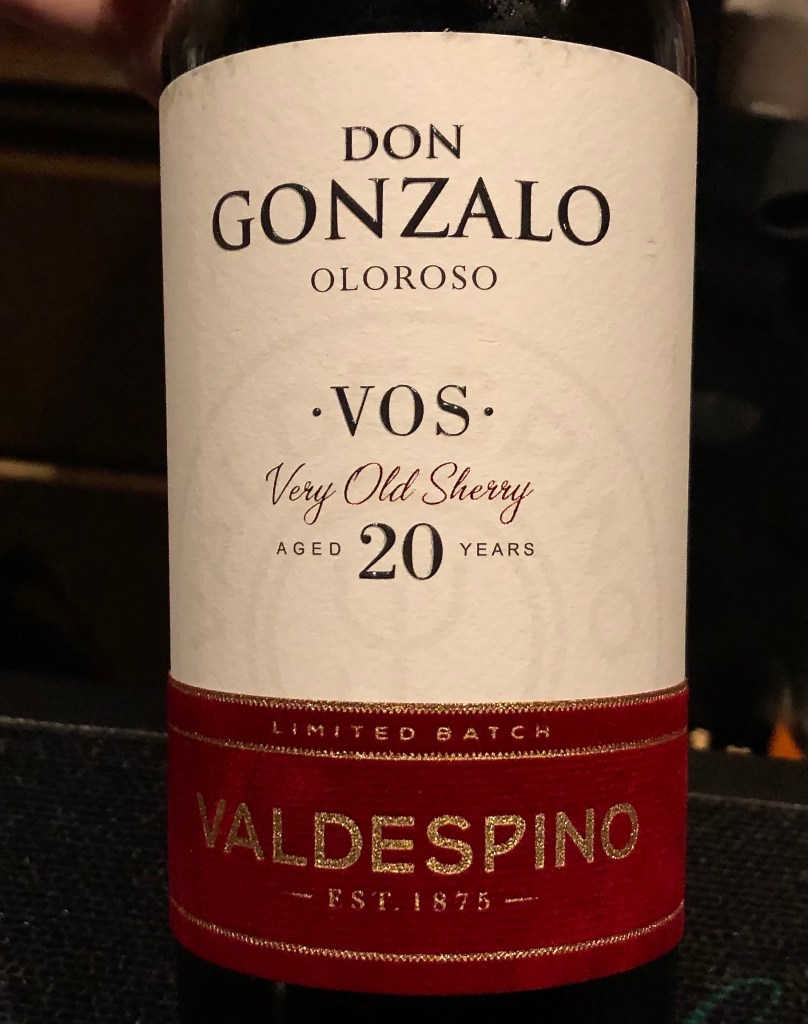 DON
GONZALO
OLOROSO
·VOS·
Very Old Sherry
AGED 20 YEARS
LIMITED BATCH
VALDESPINO
— EST. 1875 —